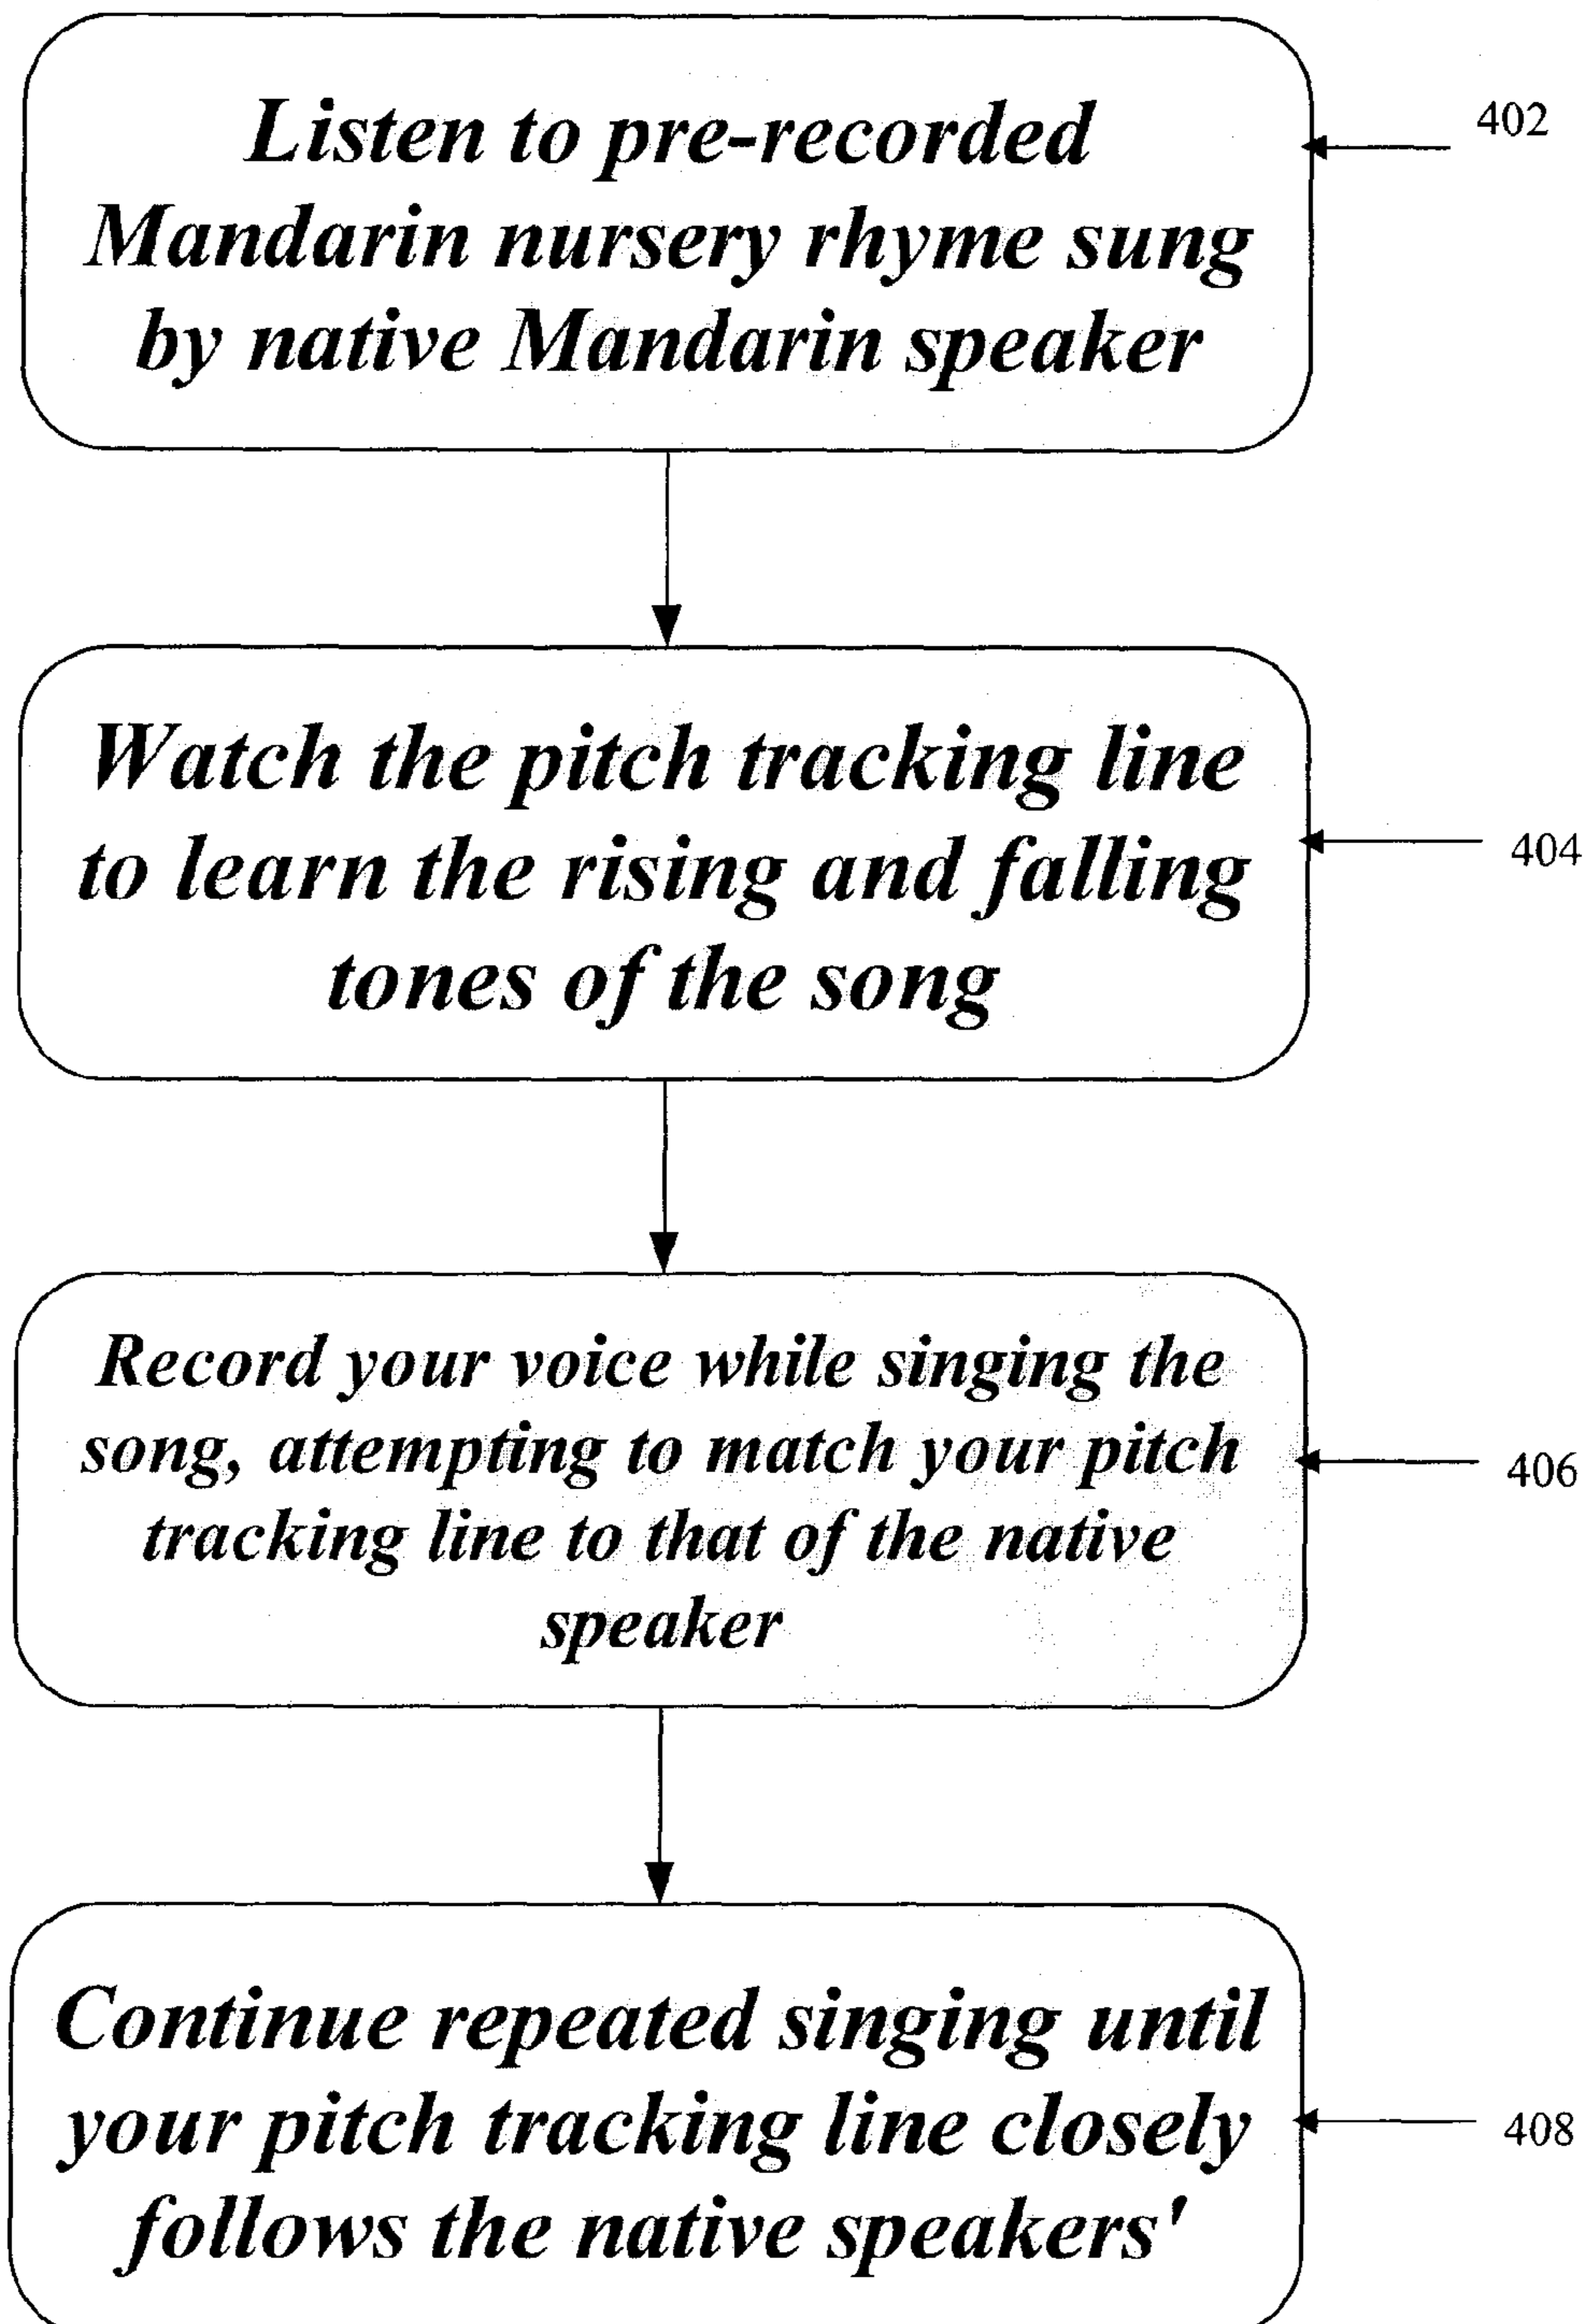 Listen to pre-recorded
402
Mandarin nursery rhyme sung
by native Mandarin speaker
Watch the pitch tracking line
to learn the rising and falling
404
tones of the song
Record your voice while singing the
song, attempting to match your pitch
406
tracking line to that of the native
speaker
Continue repeated singing until
your pitch tracking line closely
408
follows the native speakers'